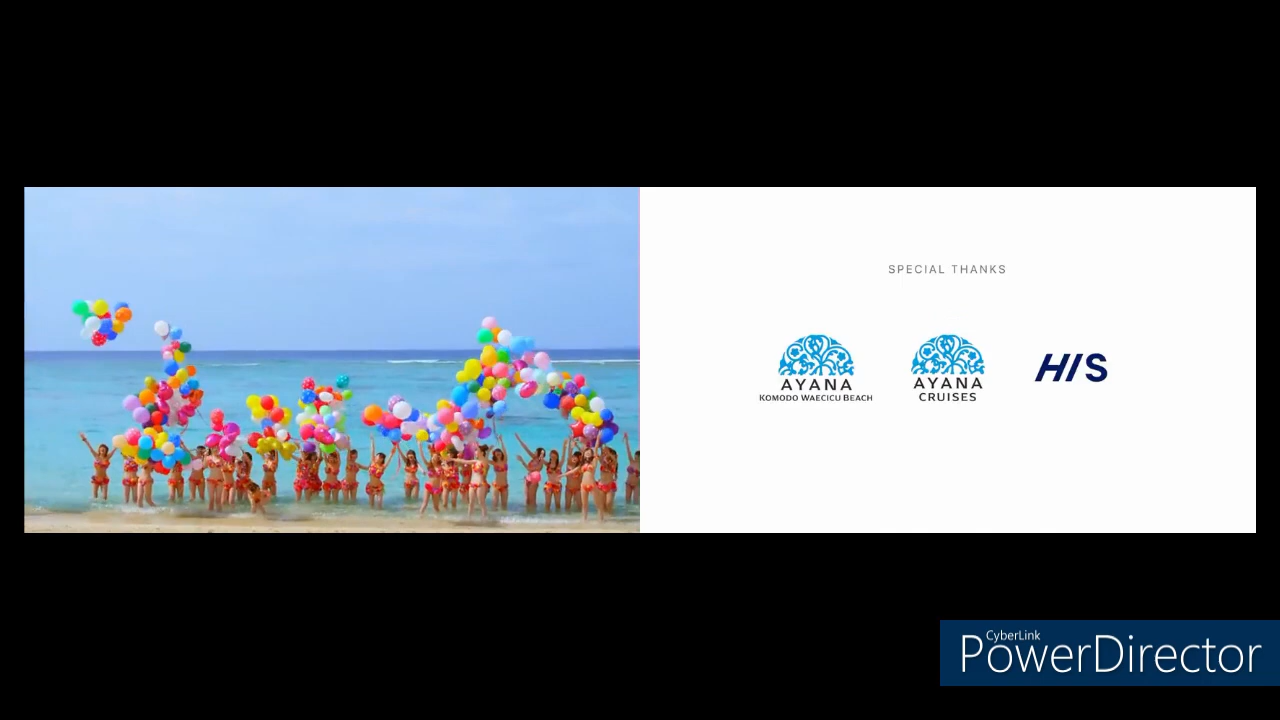 SPECIAL THANKS
AYANA AYANA HIS
KOMODO WAECICU BEACH CRUISES
CyberLink
PowerDirector